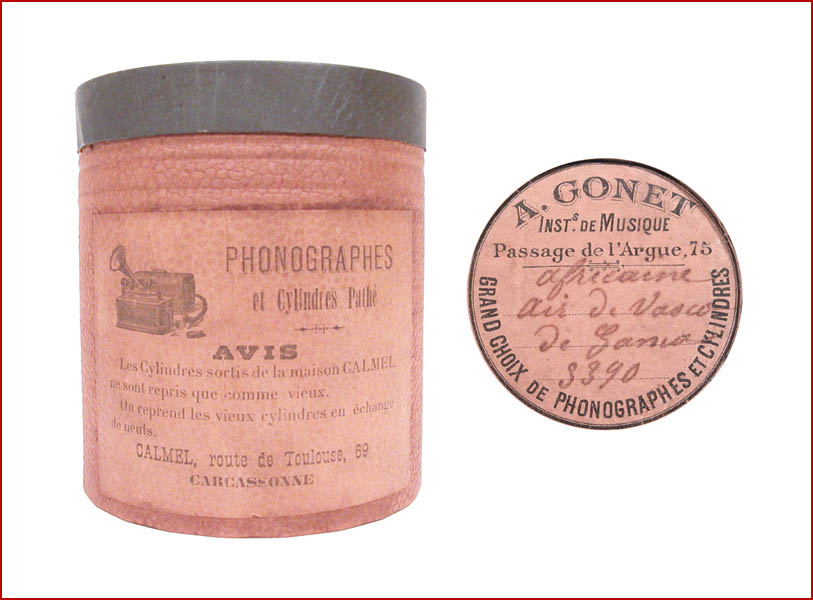 PHONOGRAPHES
et Cylindres Pathé
AVIS
Les Cylindres sortis de la maison CALMEL
ne sont repris que comme vieux.
On reprend les vieux cylindres en échange
de neufs.
CALMEL, route de Toulouse, 69
CARCASSONNE
A. GONET
INSTS. DE MUSIQUE
Passage de l'Argue, 75
africaine
air de Vasco
de Gama
3390
GRAND CHOIX DE PHONOGRAPHES ET CYLINDRES